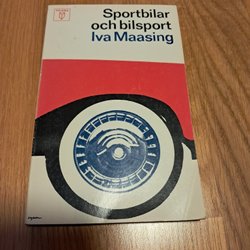 Sportbilar
och bilsport
Iva Maasing